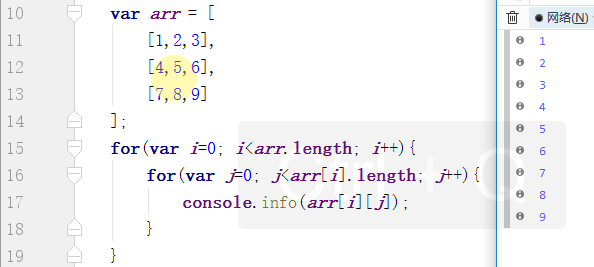 10 var arr = [
11 [1,2,3],
12 [4,5,6],
13 [7,8,9]
14 ];
15 for(var i=0; i<arr.length; i++){
16 for(var j=0; j<arr[i].length; j++){
17 console.info(arr[i][j]);
18 }
19 }
Ctrl + Q
网络(N)
1
2
3
4
5
6
7
8
9